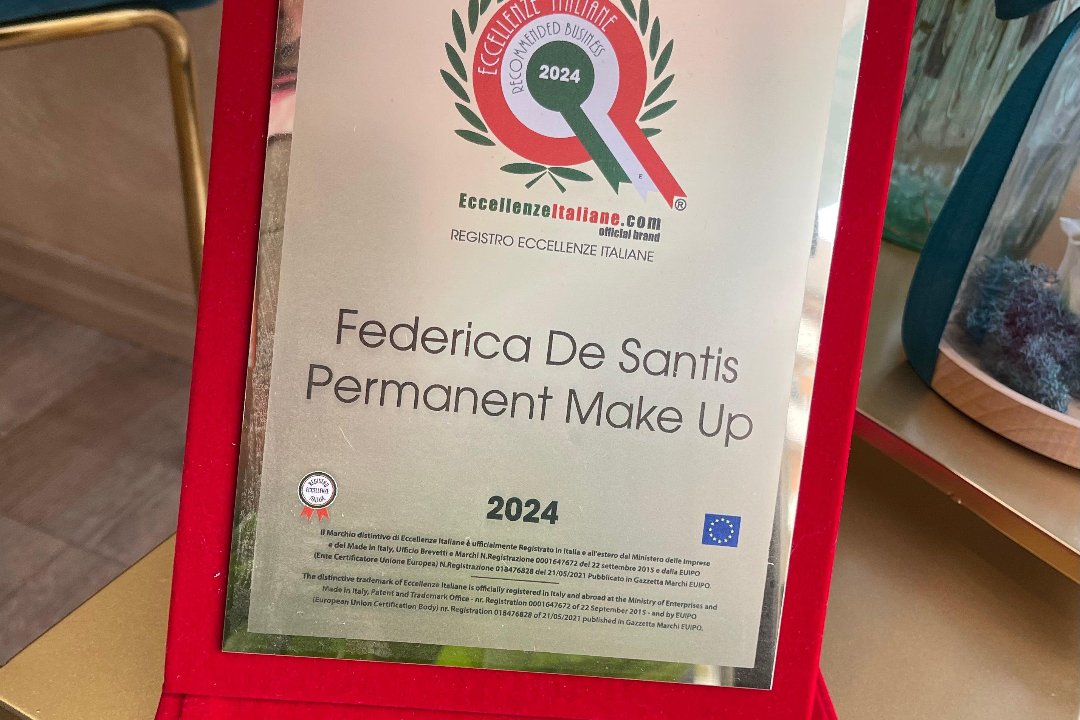 ECCELLENZE ITALIANE
RECOMMENDED BUSINESS
2024
E
EccellenzeItaliane.com
®
official brand
REGISTRO ECCELLENZE ITALIANE
Federica De Santis
Permanent Make Up
REGISTRO
ECCELLENZE
ITALIANE
2024
Il Marchio distintivo di Eccellenze Italiane è ufficialmente Registrato in Italia e all'estero dal Ministero delle Imprese
e del Made in Italy, Ufficio Brevetti e Marchi N.Registrazione 0001647672 del 22 settembre 2015 e dalla EUIPO
(Ente Certificatore Unione Europea) N.Registrazione 018476828 del 21/05/2021 Pubblicato in Gazzetta Marchi EUIPO.
The distinctive trademark of Eccellenze Italiane is officially registered in Italy and abroad at the Ministry of Enterprises and
Made in Italy, Patent and Trademark Office - nr. Registration 0001647672 of 22 September 2015 - and by EUIPO
(European Union Certification Body) nr. Registration 018476828 of 21/05/2021 published in Gazzetta Marchi EUIPO.